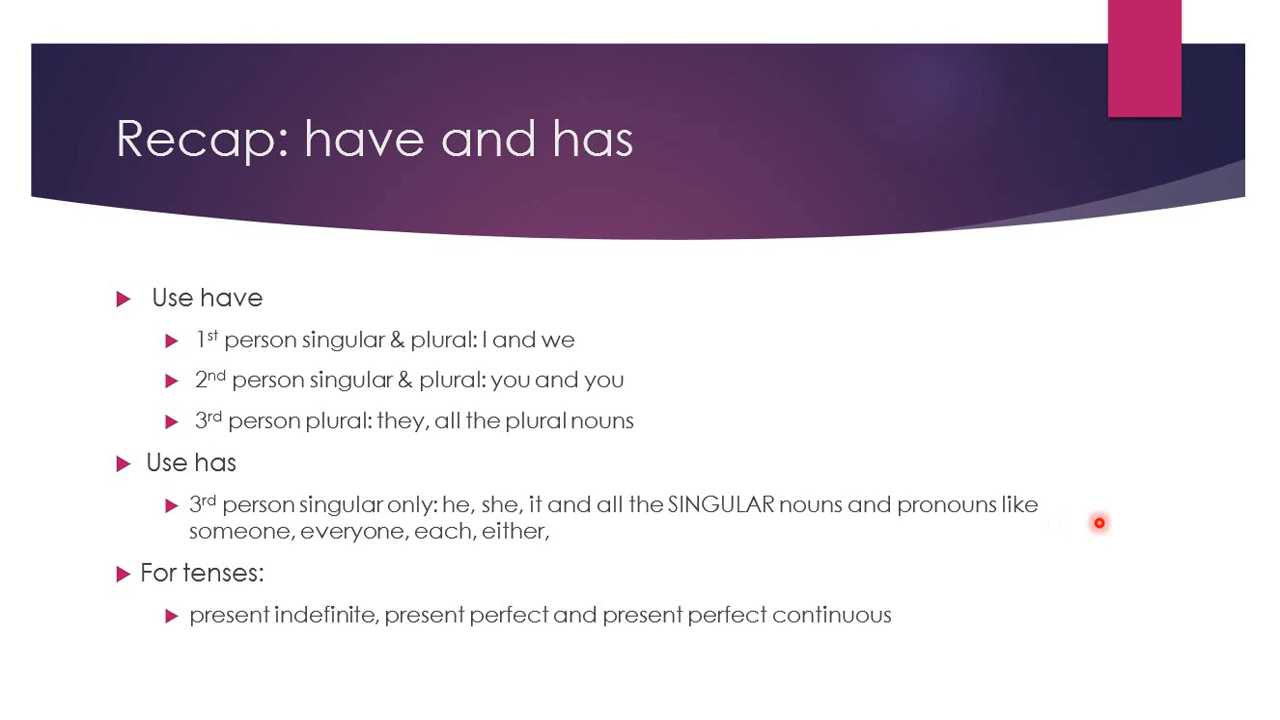 Recap: have and has
Use have
1st person singular & plural: I and we
2nd person singular & plural: you and you
3rd person plural: they, all the plural nouns
Use has
3rd person singular only: he, she, it and all the SINGULAR nouns and pronouns like
someone, everyone, each, either,
For tenses:
present indefinite, present perfect and present perfect continuous